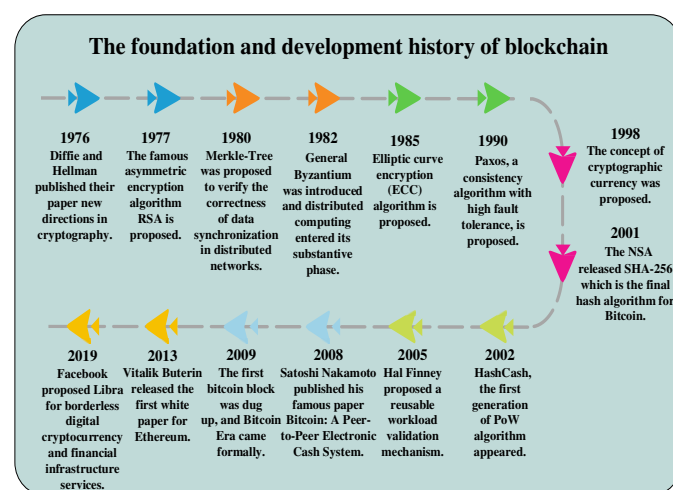 The foundation and development history of blockchain
1976
Diffie and
Hellman
published their
paper new
directions in
cryptography.
1977
The famous
asymmetric
encryption
algorithm
RSA is
proposed.
1980
Merkle-Tree
was proposed
to verify the
correctness
of data
synchronization
in distributed
networks.
1982
General
Byzantium
was introduced
and distributed
computing
entered its
substantive
phase.
1985
Elliptic curve
encryption
(ECC)
algorithm is
proposed.
1990
Paxos, a
consistency
algorithm with
high fault
tolerance, is
proposed.
1998
The concept of
cryptographic
currency was
proposed.
2001
The NSA
released SHA-256
which is the final
hash algorithm for
Bitcoin.
2002
HashCash,
the first
generation
of PoW
algorithm
appeared.
2005
Hal Finney
proposed a
reusable
workload
validation
mechanism.
2008
Satoshi Nakamoto
published his
famous paper
Bitcoin: A Peer-
to-Peer Electronic
Cash System.
2009
The first
bitcoin block
was dug
up, and Bitcoin
Era came
formally.
2013
Vitalik Buterin
released the
first white
paper for
Ethereum.
2019
Facebook
proposed Libra
for borderless
digital
cryptocurrency
and financial
infrastructure
services.